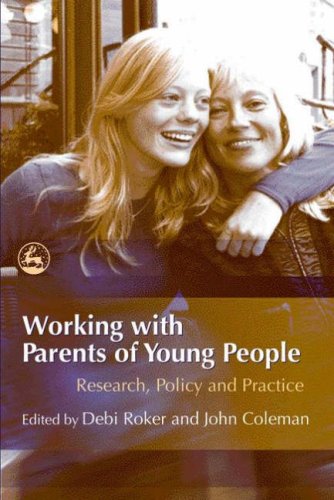 Working with
Parents of Young People
Research, Policy and Practice
Edited by Debi Roker and John Coleman